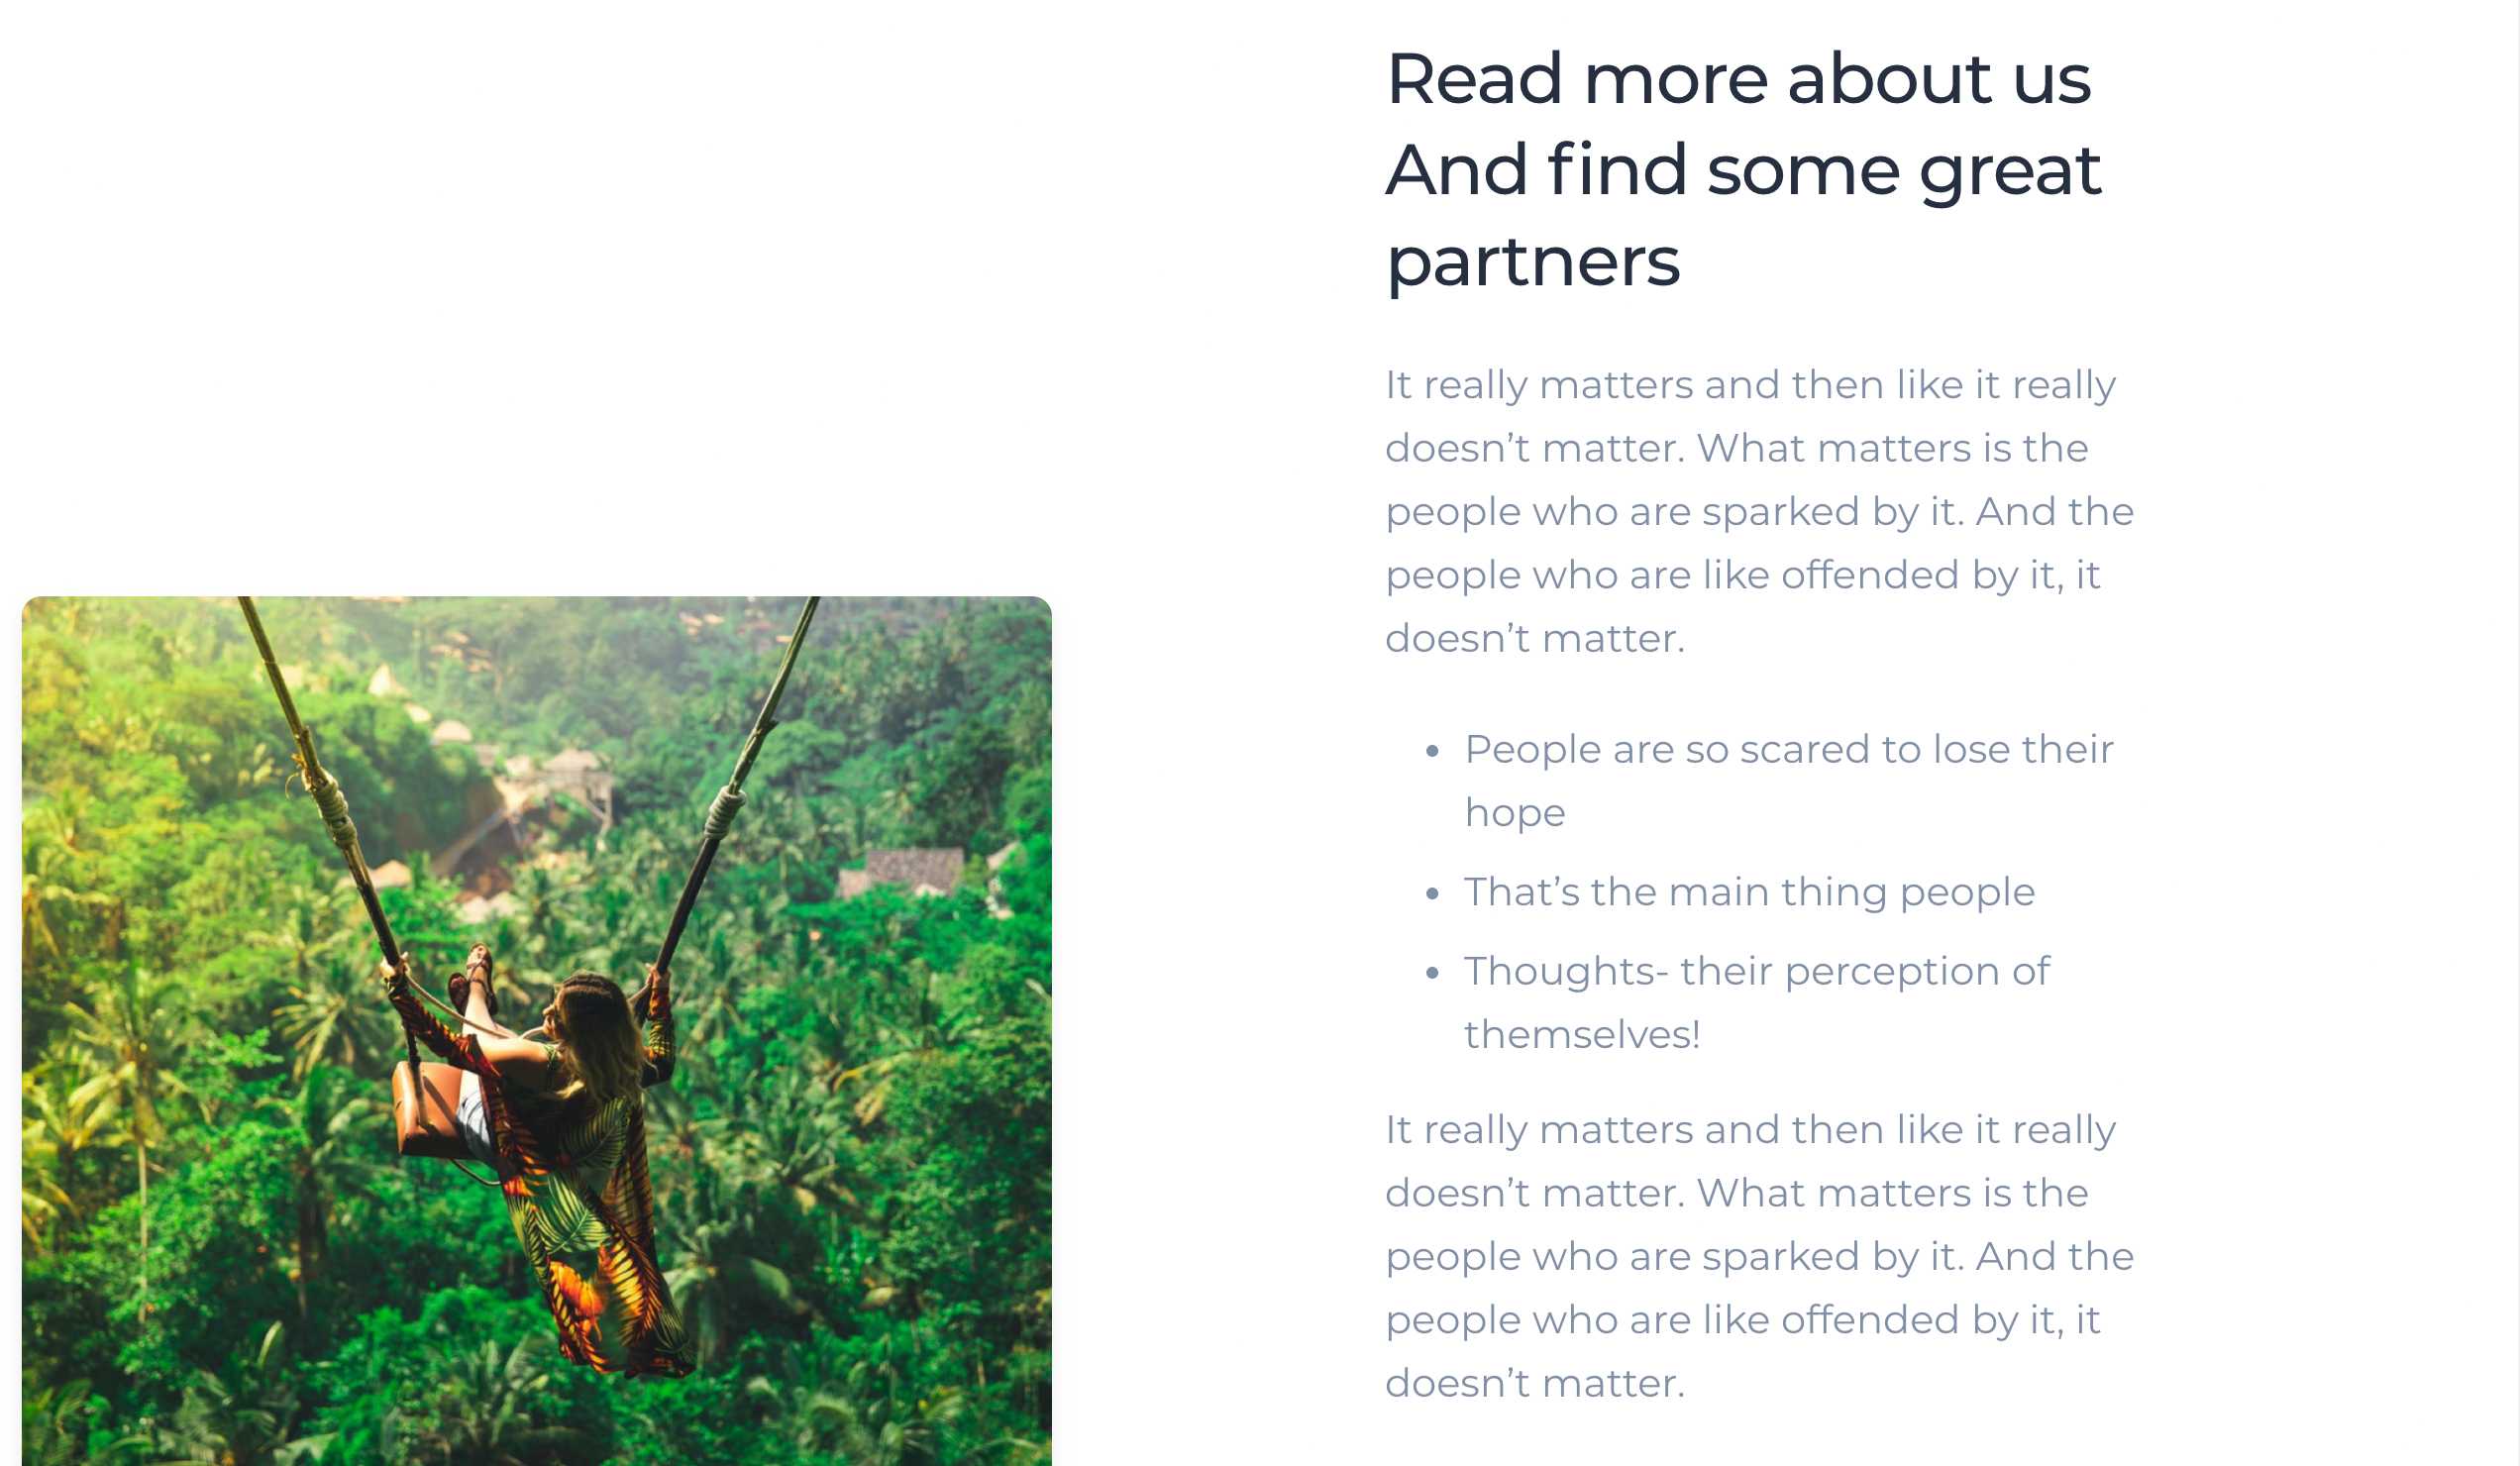 Read more about us
And find some great
partners
It really matters and then like it really
doesn’t matter. What matters is the
people who are sparked by it. And the
people who are like offended by it, it
doesn’t matter.
• People are so scared to lose their
hope
• That’s the main thing people
• Thoughts- their perception of
themselves!
It really matters and then like it really
doesn’t matter. What matters is the
people who are sparked by it. And the
people who are like offended by it, it
doesn’t matter.